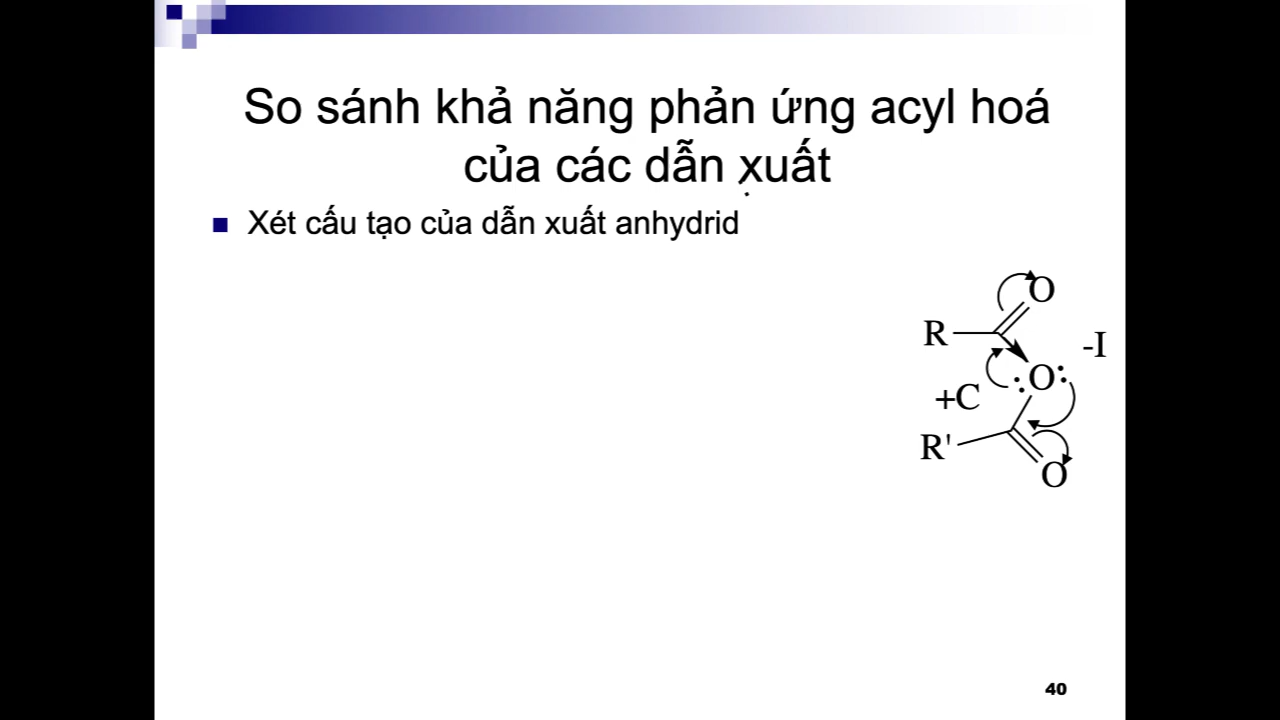 So sánh khả năng phản ứng acyl hoá
của các dẫn xuất
Xét cấu tạo của dẫn xuất anhydrid
O
R
-I
:O:
+C
R'
O
40